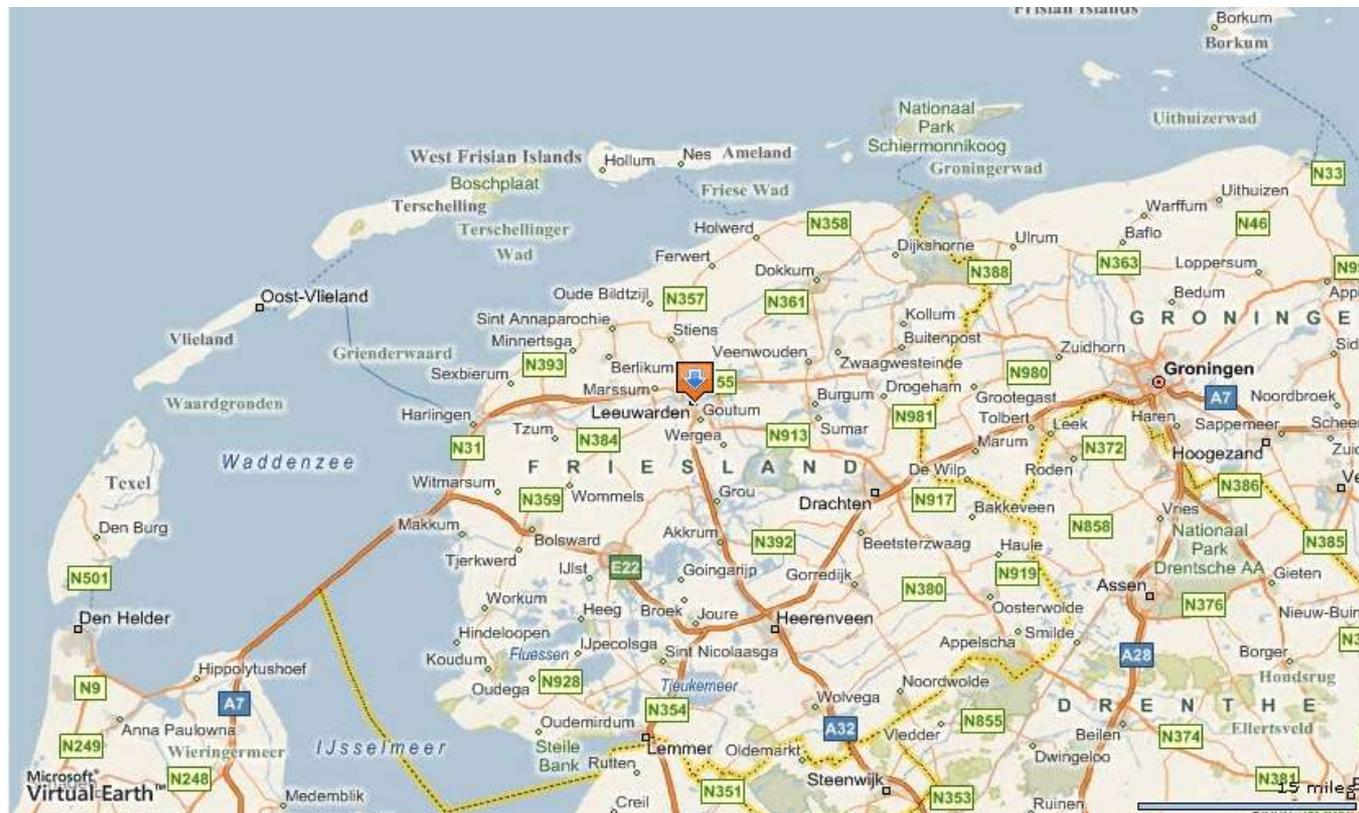 Frisian Islands
Borkum
Borkum
Nationaal
Park
Schiermonnikoog
Uithuizerwad
West Frisian Islands
Hollum
Nes
Ameland
Groningerwad
N33
Boschplaat
Friese Wad
Uithuizen
Terschelling
Warffum
Terschellinger
Wad
Holwerd
N358
N46
Baflo
Dijkshorne
Ulrum
Ferwert
N363
Loppersum
Dokkum
N388
Oost-Vlieland
Oude Bildtzijl
N357
N361
Bedum
Kollum
Sint Annaparochie
GRONINGE
Stiens
Buitenpost
Vlieland
Minnertsga
Grienderwaard
Veenwouden
Zwaagwesteinde
Zuidhorn
N393
Berlikum
Groningen
Sexbierum
N980
55
Marssum
Drogeham
Burgum
Grootegast
A7
Noordbroek
Waardgronden
Harlingen
Leeuwarden
Goutum
N981
Tolbert
Haren
Tzum
Sumar
Leek
Sappemeer
N31
N384
Wergea
N913
Marum
N372
Hoogezand
Waddenzee
FRIESLAND
De Wilp
Roden
Texel
Witmarsum
N386
N359
Wommels
Grou
Drachten
N917
Bakkeveen
Vries
Makkum
N858
Den Burg
Bolsward
Akkrum
N392
Beetsterzwaag
Nationaal
Park
Drentsche AA
N385
Tjerkwerd
Haule
E22
IJlst
Goingarijp
Gorredijk
N919
N501
Gieten
Assen
N380
Workum
Heeg
Broek
Joure
Oosterwolde
N376
Den Helder
Heerenveen
Hindeloopen
IJpecolsga
Appelscha
Smilde
Fluessen
Koudum
Sint Nicolaasga
A28
Borger
Hippolytushoef
Hondsrug
N9
Oudega
N928
Tjeukemeer
Noordwolde
A7
Wolvega
DRENTHE
N354
Anna Paulowna
Oudemirdum
A32
N855
Ellertsveld
Vledder
Beilen
N249
Wieringermeer
IJsselmeer
Steile
Bank
Lemmer
Oldemarkt
N374
Dwingeloo
Rutten
Steenwijk
N248
N381
Microsoft®
Virtual Earth™
N351
15 miles
Medemblik
N353
Creil
Ruinen